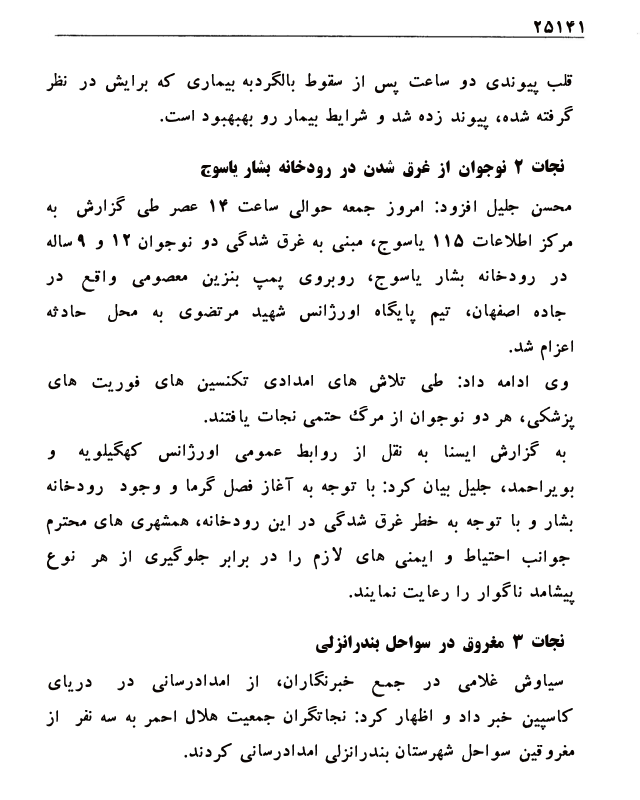 ۲۵۱۴۱
قلب پیوندی دو ساعت پس از سقوط بالگردبه بیماری که برایش در نظر
گرفته شده، پیوند زده شد و شرایط بیمار رو بهبهبود است.
نجات ۲ نوجوان از غرق شدن در رودخانه بشار یاسوج
محسن جلیل افزود: امروز جمعه حوالی ساعت ۱۴ عصر طی گزارش به
مرکز اطلاعات ۱۱۵ یاسوج، مبنی به غرق شدگی دو نوجوان ۱۲ و ۹ ساله
در رودخانه بشار یاسوج، روبروی پمپ بنزین معصومی واقع در
جاده اصفهان، تیم پایگاه اورژانس شهید مرتضوی به محل حادثه
اعزام شد.
وی ادامه داد: طی تلاش های امدادی تکنسین های فوریت های
پزشکی، هر دو نوجوان از مرگ حتمی نجات یافتند.
به گزارش ایسنا به نقل از روابط عمومی اورژانس کهگیلویه و
بویراحمد، جلیل بیان کرد: با توجه به آغاز فصل گرما و وجود رودخانه
بشار و با توجه به خطر غرق شدگی در این رودخانه، همشهری های محترم
جوانب احتیاط و ایمنی های لازم را در برابر جلوگیری از هر نوع
پیشامد ناگوار را رعایت نمایند.
نجات ۳ مغروق در سواحل بندرانزلی
سیاوش غلامی در جمع خبرنگاران، از امدادرسانی در دریای
کاسپین خبر داد و اظهار کرد: نجاتگران جمعیت هلال احمر به سه نفر از
مغروقین سواحل شهرستان بندرانزلی امدادرسانی کردند.